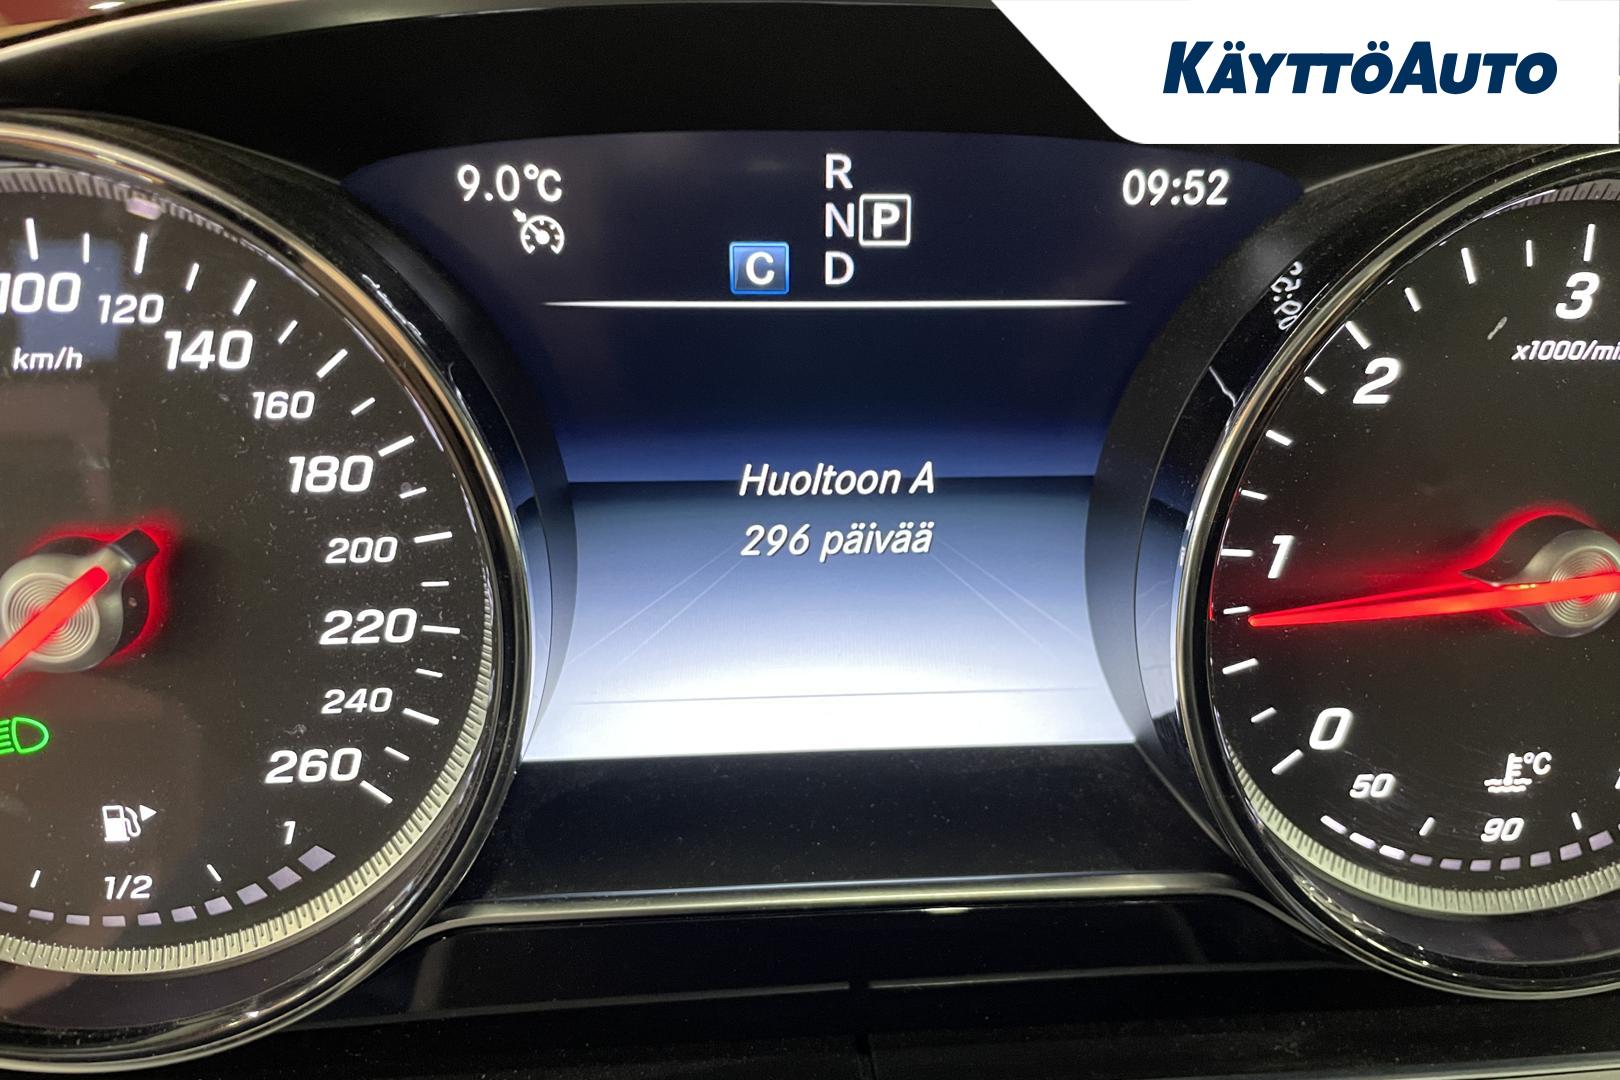 KÄYTTÖAUTO
9.0°C
R
N P
C D
09:52
Huoltoon A
296 päivää
100
120
km/h
140
160
180
200
220
240
260
1/2
1
3
x1000/mi
2
1
0
50
°C
90